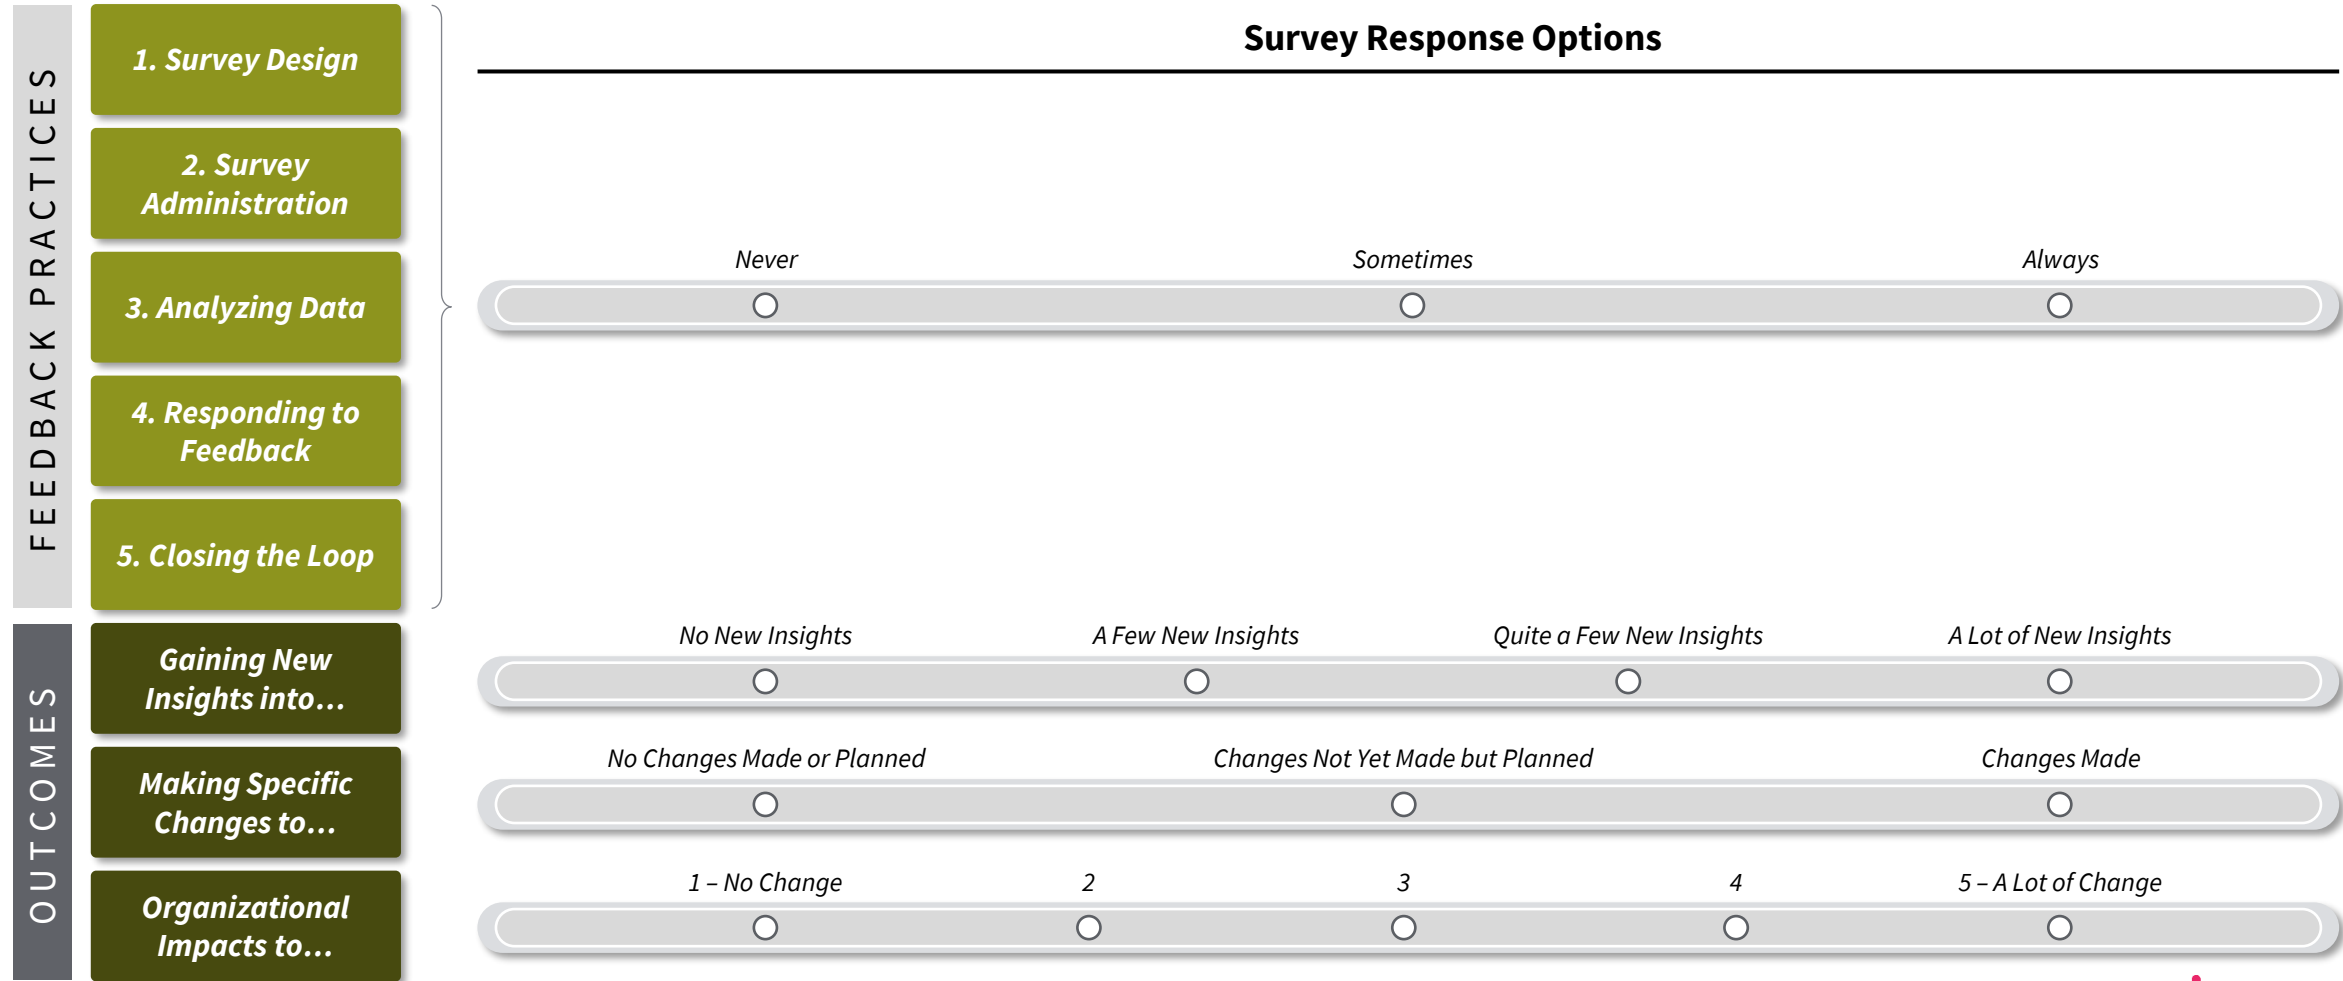 FEEDBACK PRACTICES
1. Survey Design
2. Survey
Administration
3. Analyzing Data
4. Responding to
Feedback
5. Closing the Loop
Survey Response Options
Never Sometimes Always
OUTCOMES
Gaining New
Insights into...
No New Insights A Few New Insights Quite a Few New Insights A Lot of New Insights
Making Specific
Changes to...
No Changes Made or Planned Changes Not Yet Made but Planned Changes Made
Organizational
Impacts to...
1 – No Change 2 3 4 5 – A Lot of Change